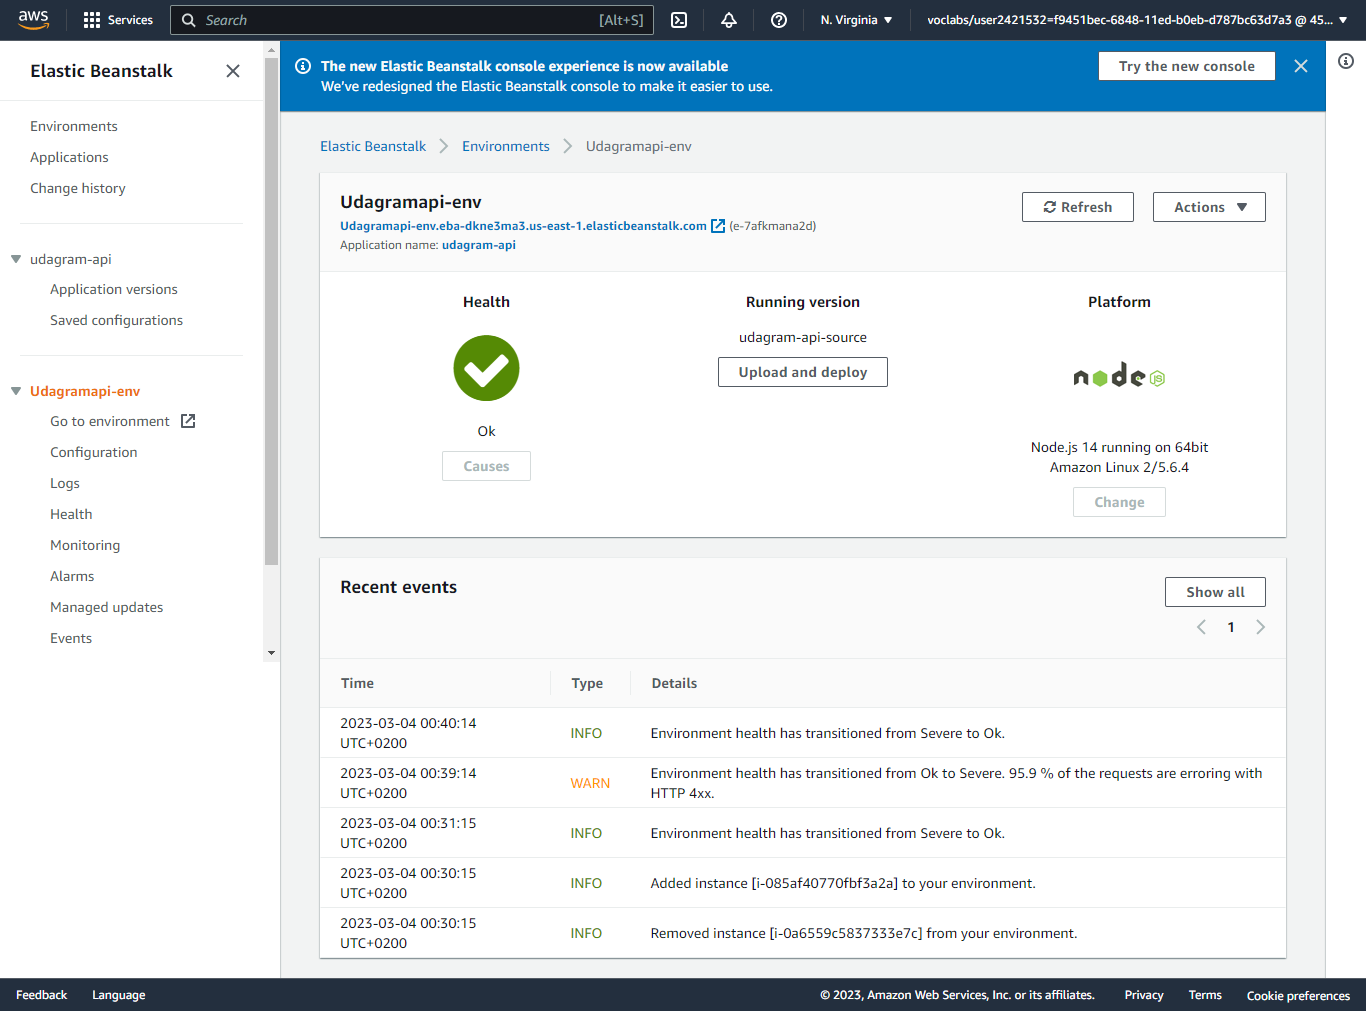 aws
Services
Search
[Alt+S]
N. Virginia
voclabs/user2421532=f9451bec-6848-11ed-b0eb-d787bc63d7a3 @ 45...
Elastic Beanstalk
Environments
Applications
Change history
udagram-api
Application versions
Saved configurations
Udagramapi-env
Go to environment
Configuration
Logs
Health
Monitoring
Alarms
Managed updates
Events
The new Elastic Beanstalk console experience is now available
We've redesigned the Elastic Beanstalk console to make it easier to use.
Try the new console
Elastic Beanstalk
Environments
Udagramapi-env
Udagramapi-env
Udagramapi-env.eba-dkne3ma3.us-east-1.elasticbeanstalk.com (e-7afkmana2d)
Application name: udagram-api
Refresh
Actions
Health
Ok
Causes
Running version
udagram-api-source
Upload and deploy
Platform
node
JS
Node.js 14 running on 64bit
Amazon Linux 2/5.6.4
Change
Recent events
Show all
1
Time Type Details
2023-03-04 00:40:14
UTC+0200
INFO
Environment health has transitioned from Severe to Ok.
2023-03-04 00:39:14
UTC+0200
WARN
Environment health has transitioned from Ok to Severe. 95.9 % of the requests are erroring with
HTTP 4xx.
2023-03-04 00:31:15
UTC+0200
INFO
Environment health has transitioned from Severe to Ok.
2023-03-04 00:30:15
UTC+0200
INFO
Added instance [i-085af40770fbf3a2a] to your environment.
2023-03-04 00:30:15
UTC+0200
INFO
Removed instance [i-0a6559c5837333e7c] from your environment.
Feedback
Language
© 2023, Amazon Web Services, Inc. or its affiliates.
Privacy
Terms
Cookie preferences